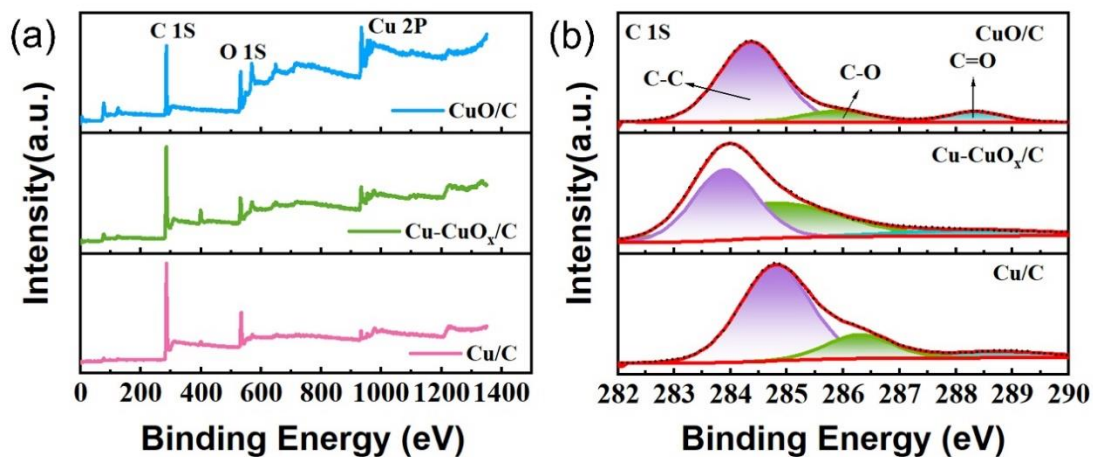 (a)
C 1S
O 1S
Cu 2P
CuO/C
Cu-CuOₓ/C
Cu/C
Intensity(a.u.)
0 200 400 600 800 1000 1200 1400
Binding Energy (eV)
(b)
C 1S
CuO/C
C-C
C-O
C=O
Cu-CuOₓ/C
Cu/C
Intensity(a.u.)
282 283 284 285 286 287 288 289 290
Binding Energy (eV)